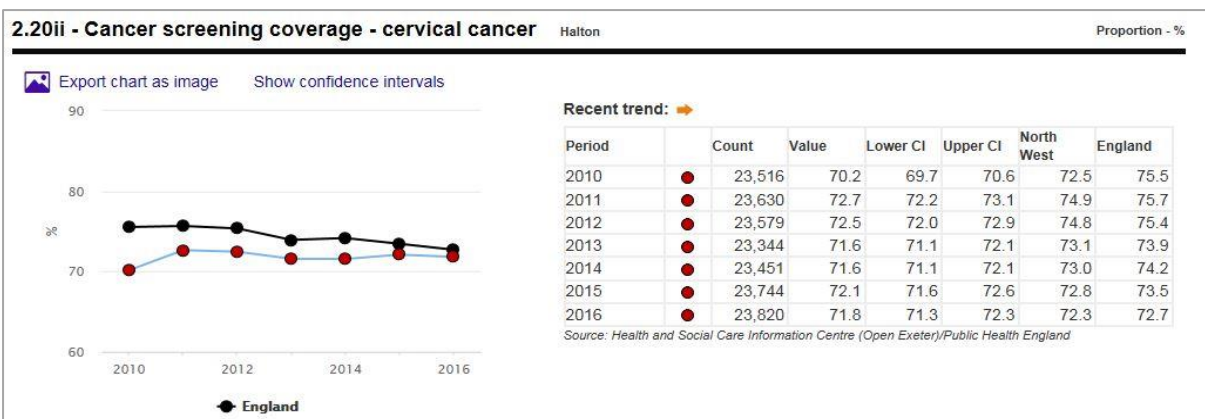 2.20ii - Cancer screening coverage - cervical cancer Halton Proportion - %
Export chart as image Show confidence intervals
90
80
%
70
60
2010 2012 2014 2016
England
Recent trend:
Period Count Value Lower CI Upper CI North West England
2010 23,516 70.2 69.7 70.6 72.5 75.5
2011 23,630 72.7 72.2 73.1 74.9 75.7
2012 23,579 72.5 72.0 72.9 74.8 75.4
2013 23,344 71.6 71.1 72.1 73.1 73.9
2014 23,451 71.6 71.1 72.1 73.0 74.2
2015 23,744 72.1 71.6 72.6 72.8 73.5
2016 23,820 71.8 71.3 72.3 72.3 72.7
Source: Health and Social Care Information Centre (Open Exeter)/Public Health England